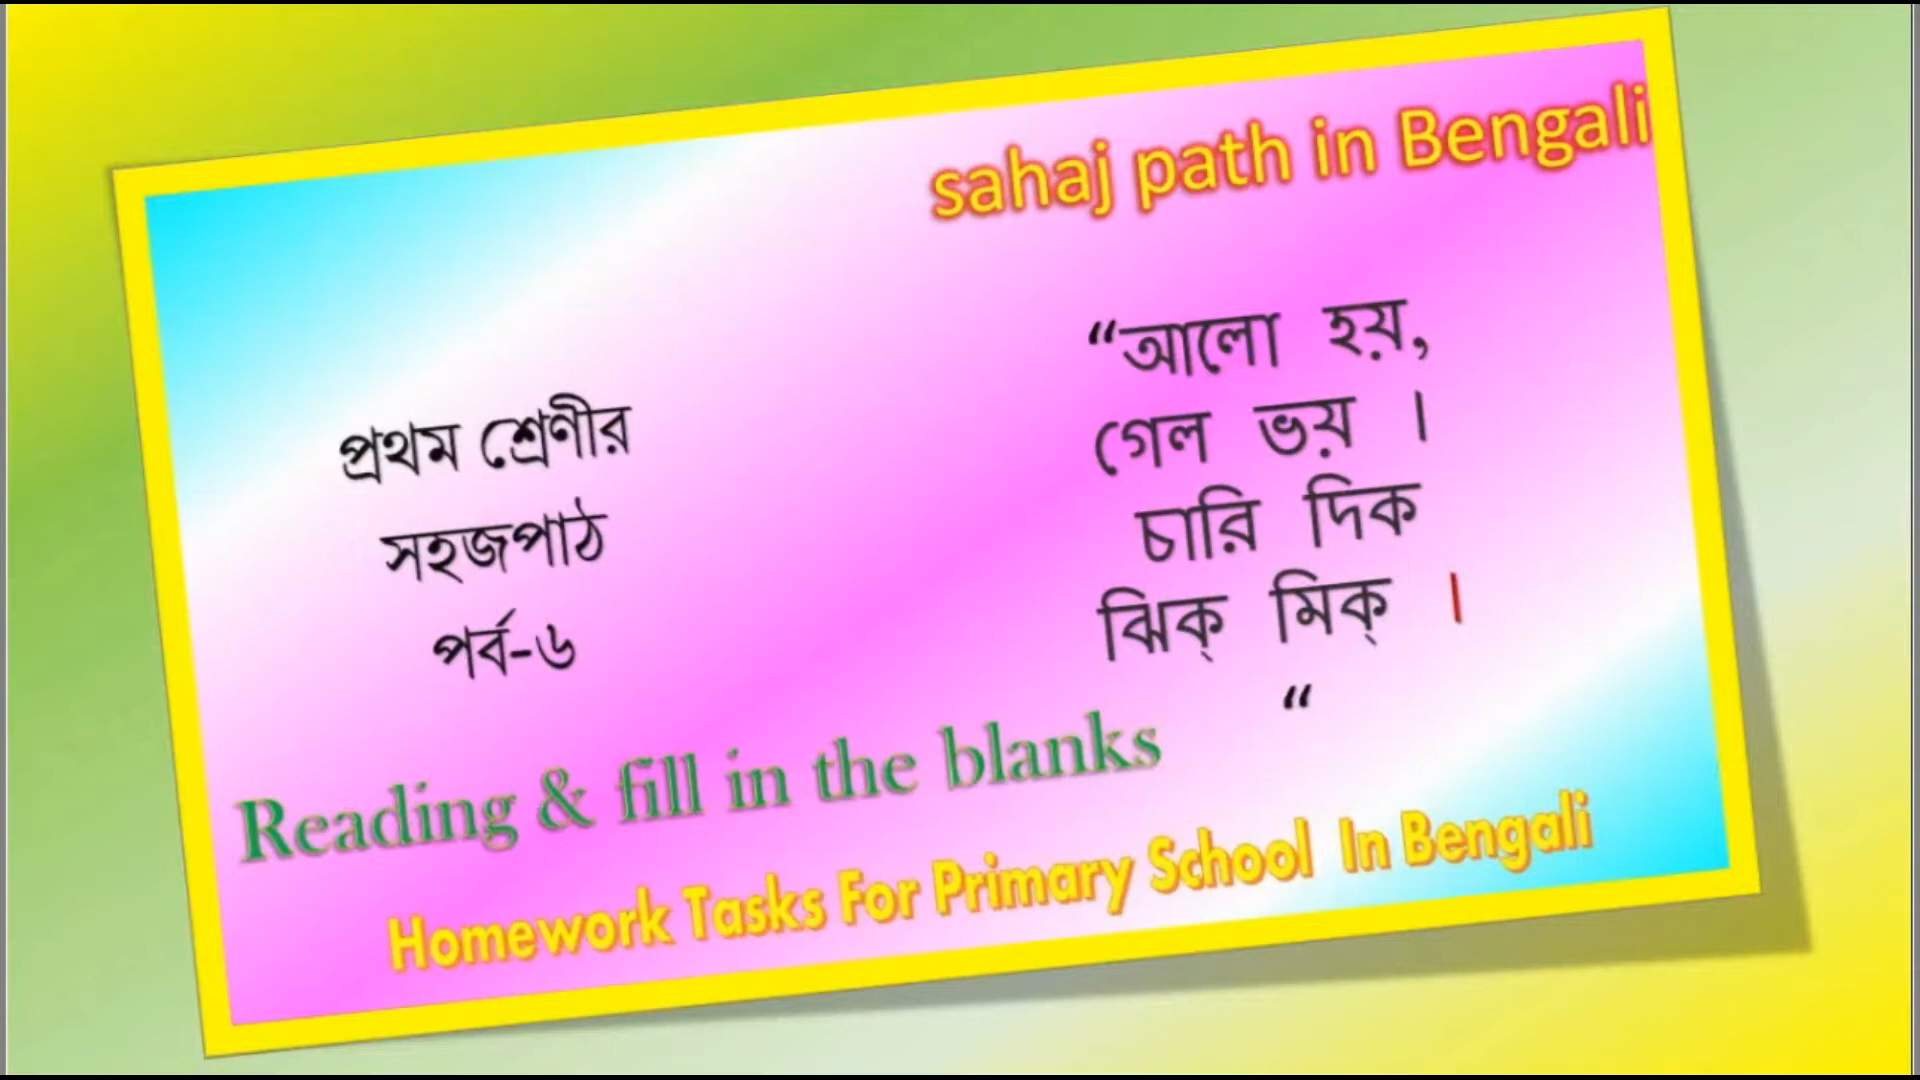 sahaj path in Bengali
প্রথম শ্রেণীর
সহজপাঠ
পর্ব-৬
“আলো হয়,
গেল ভয় ।
চারি দিক
ঝিক্ মিক্ ।
“
Reading & fill in the blanks
Homework Tasks For Primary School In Bengali